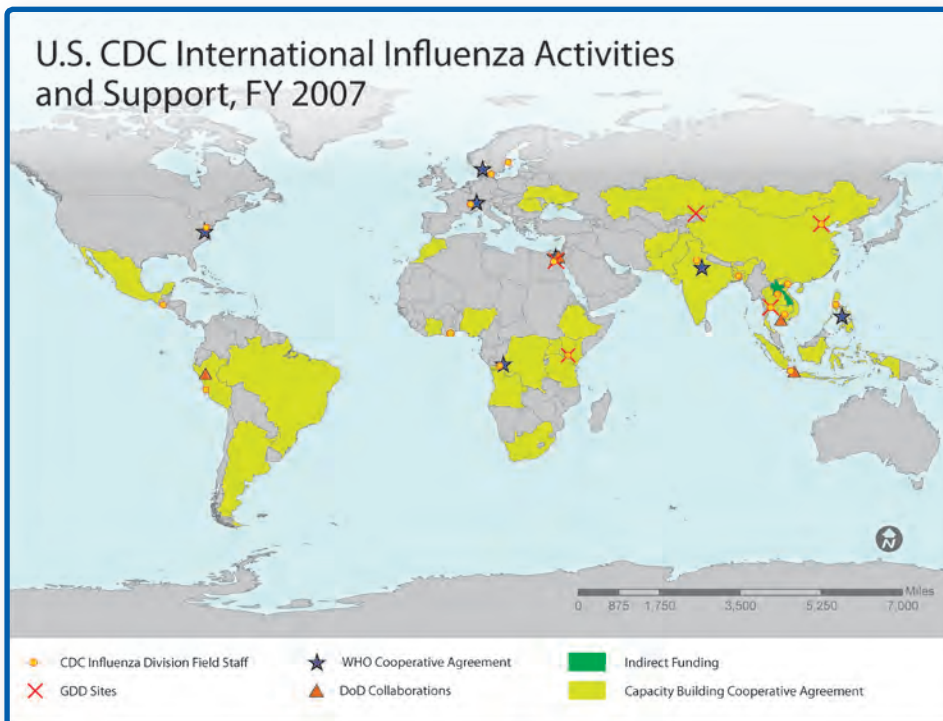 U.S. CDC International Influenza Activities
and Support, FY 2007
N
Miles
0 875 1,750 3,500 5,250 7,000
CDC Influenza Division Field Staff
WHO Cooperative Agreement
Indirect Funding
GDD Sites
DoD Collaborations
Capacity Building Cooperative Agreement